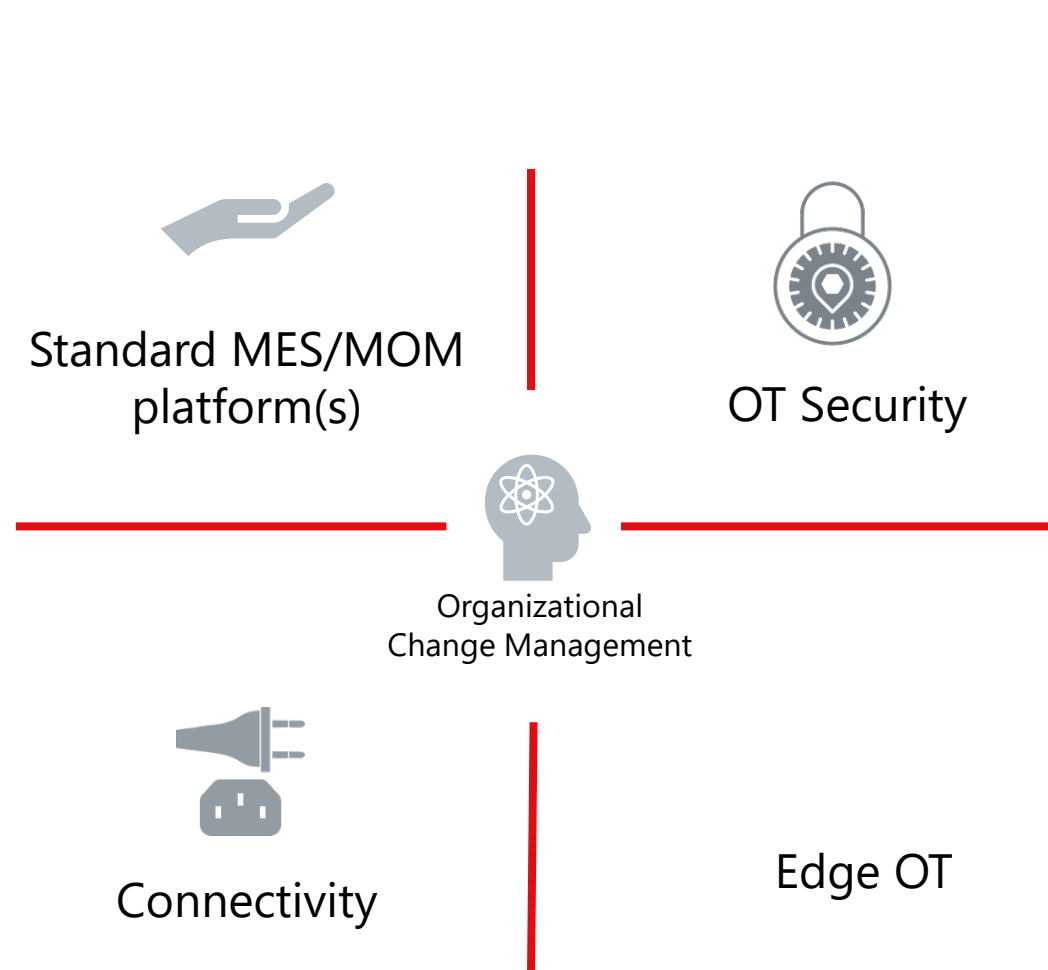 Standard MES/MOM
platform(s)
OT Security
Organizational
Change Management
Connectivity
Edge OT